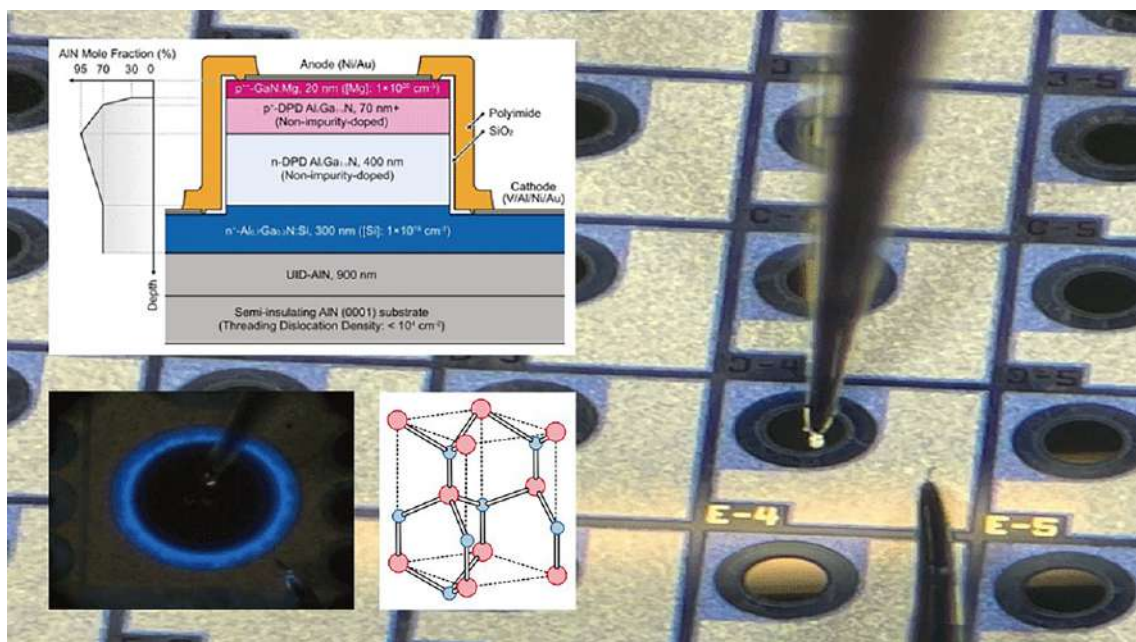 AlN Mole Fraction (%)
95 70 30 0
Depth
Anode (Ni/Au)
p⁺⁺-GaN:Mg, 20 nm ([Mg]: 1×10²⁰ cm⁻³)
p⁺-DPD AlₓGa₁₋ₓN, 70 nm+
(Non-impurity-doped)
n-DPD AlₓGa₁₋ₓN, 400 nm
(Non-impurity-doped)
Polyimide
SiO₂
Cathode
(V/Al/Ni/Au)
n⁺-Al₀.₇Ga₀.₃N:Si, 300 nm ([Si]: 1×10¹⁹ cm⁻³)
UID-AlN, 900 nm
Semi-insulating AlN (0001) substrate
(Threading Dislocation Density: < 10⁴ cm⁻²)
C-5
D-4
D-5
E-4
E-5